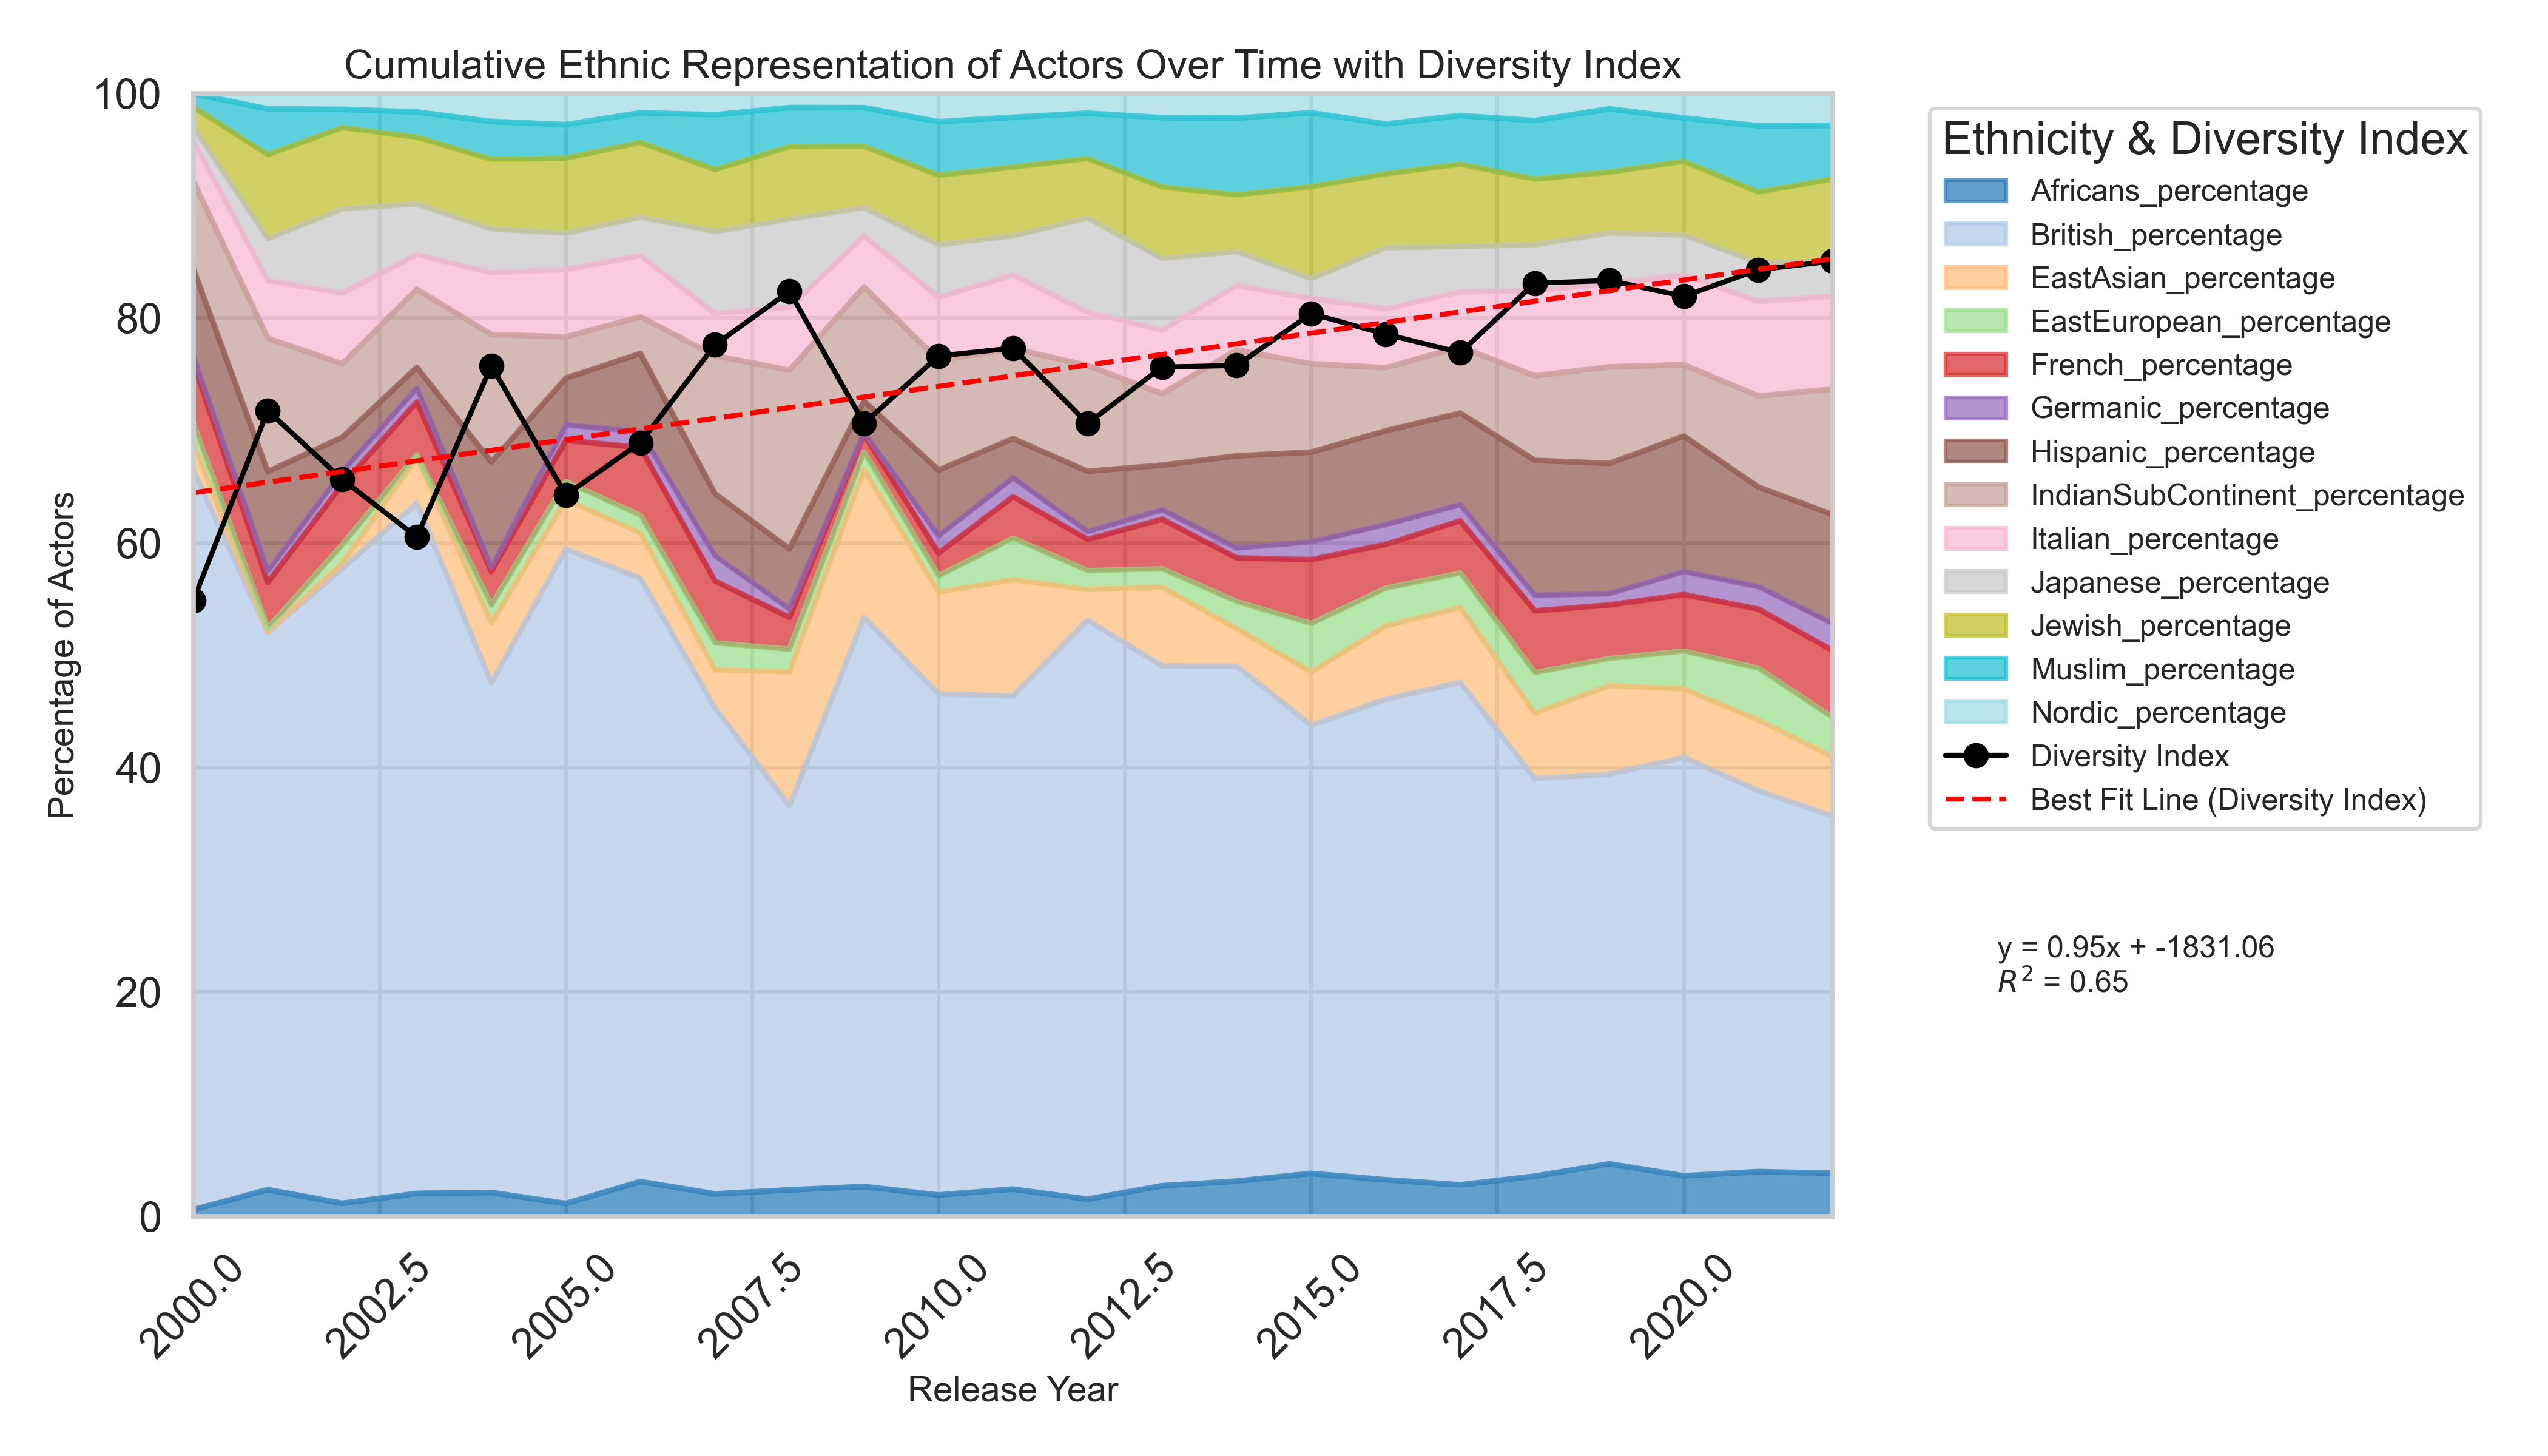 Cumulative Ethnic Representation of Actors Over Time with Diversity Index
Percentage of Actors
100
80
60
40
20
0
2000.0
2002.5
2005.0
2007.5
2010.0
2012.5
2015.0
2017.5
2020.0
Release Year
Ethnicity & Diversity Index
Africans_percentage
British_percentage
EastAsian_percentage
EastEuropean_percentage
French_percentage
Germanic_percentage
Hispanic_percentage
IndianSubContinent_percentage
Italian_percentage
Japanese_percentage
Jewish_percentage
Muslim_percentage
Nordic_percentage
Diversity Index
Best Fit Line (Diversity Index)
y = 0.95x + -1831.06
R² = 0.65